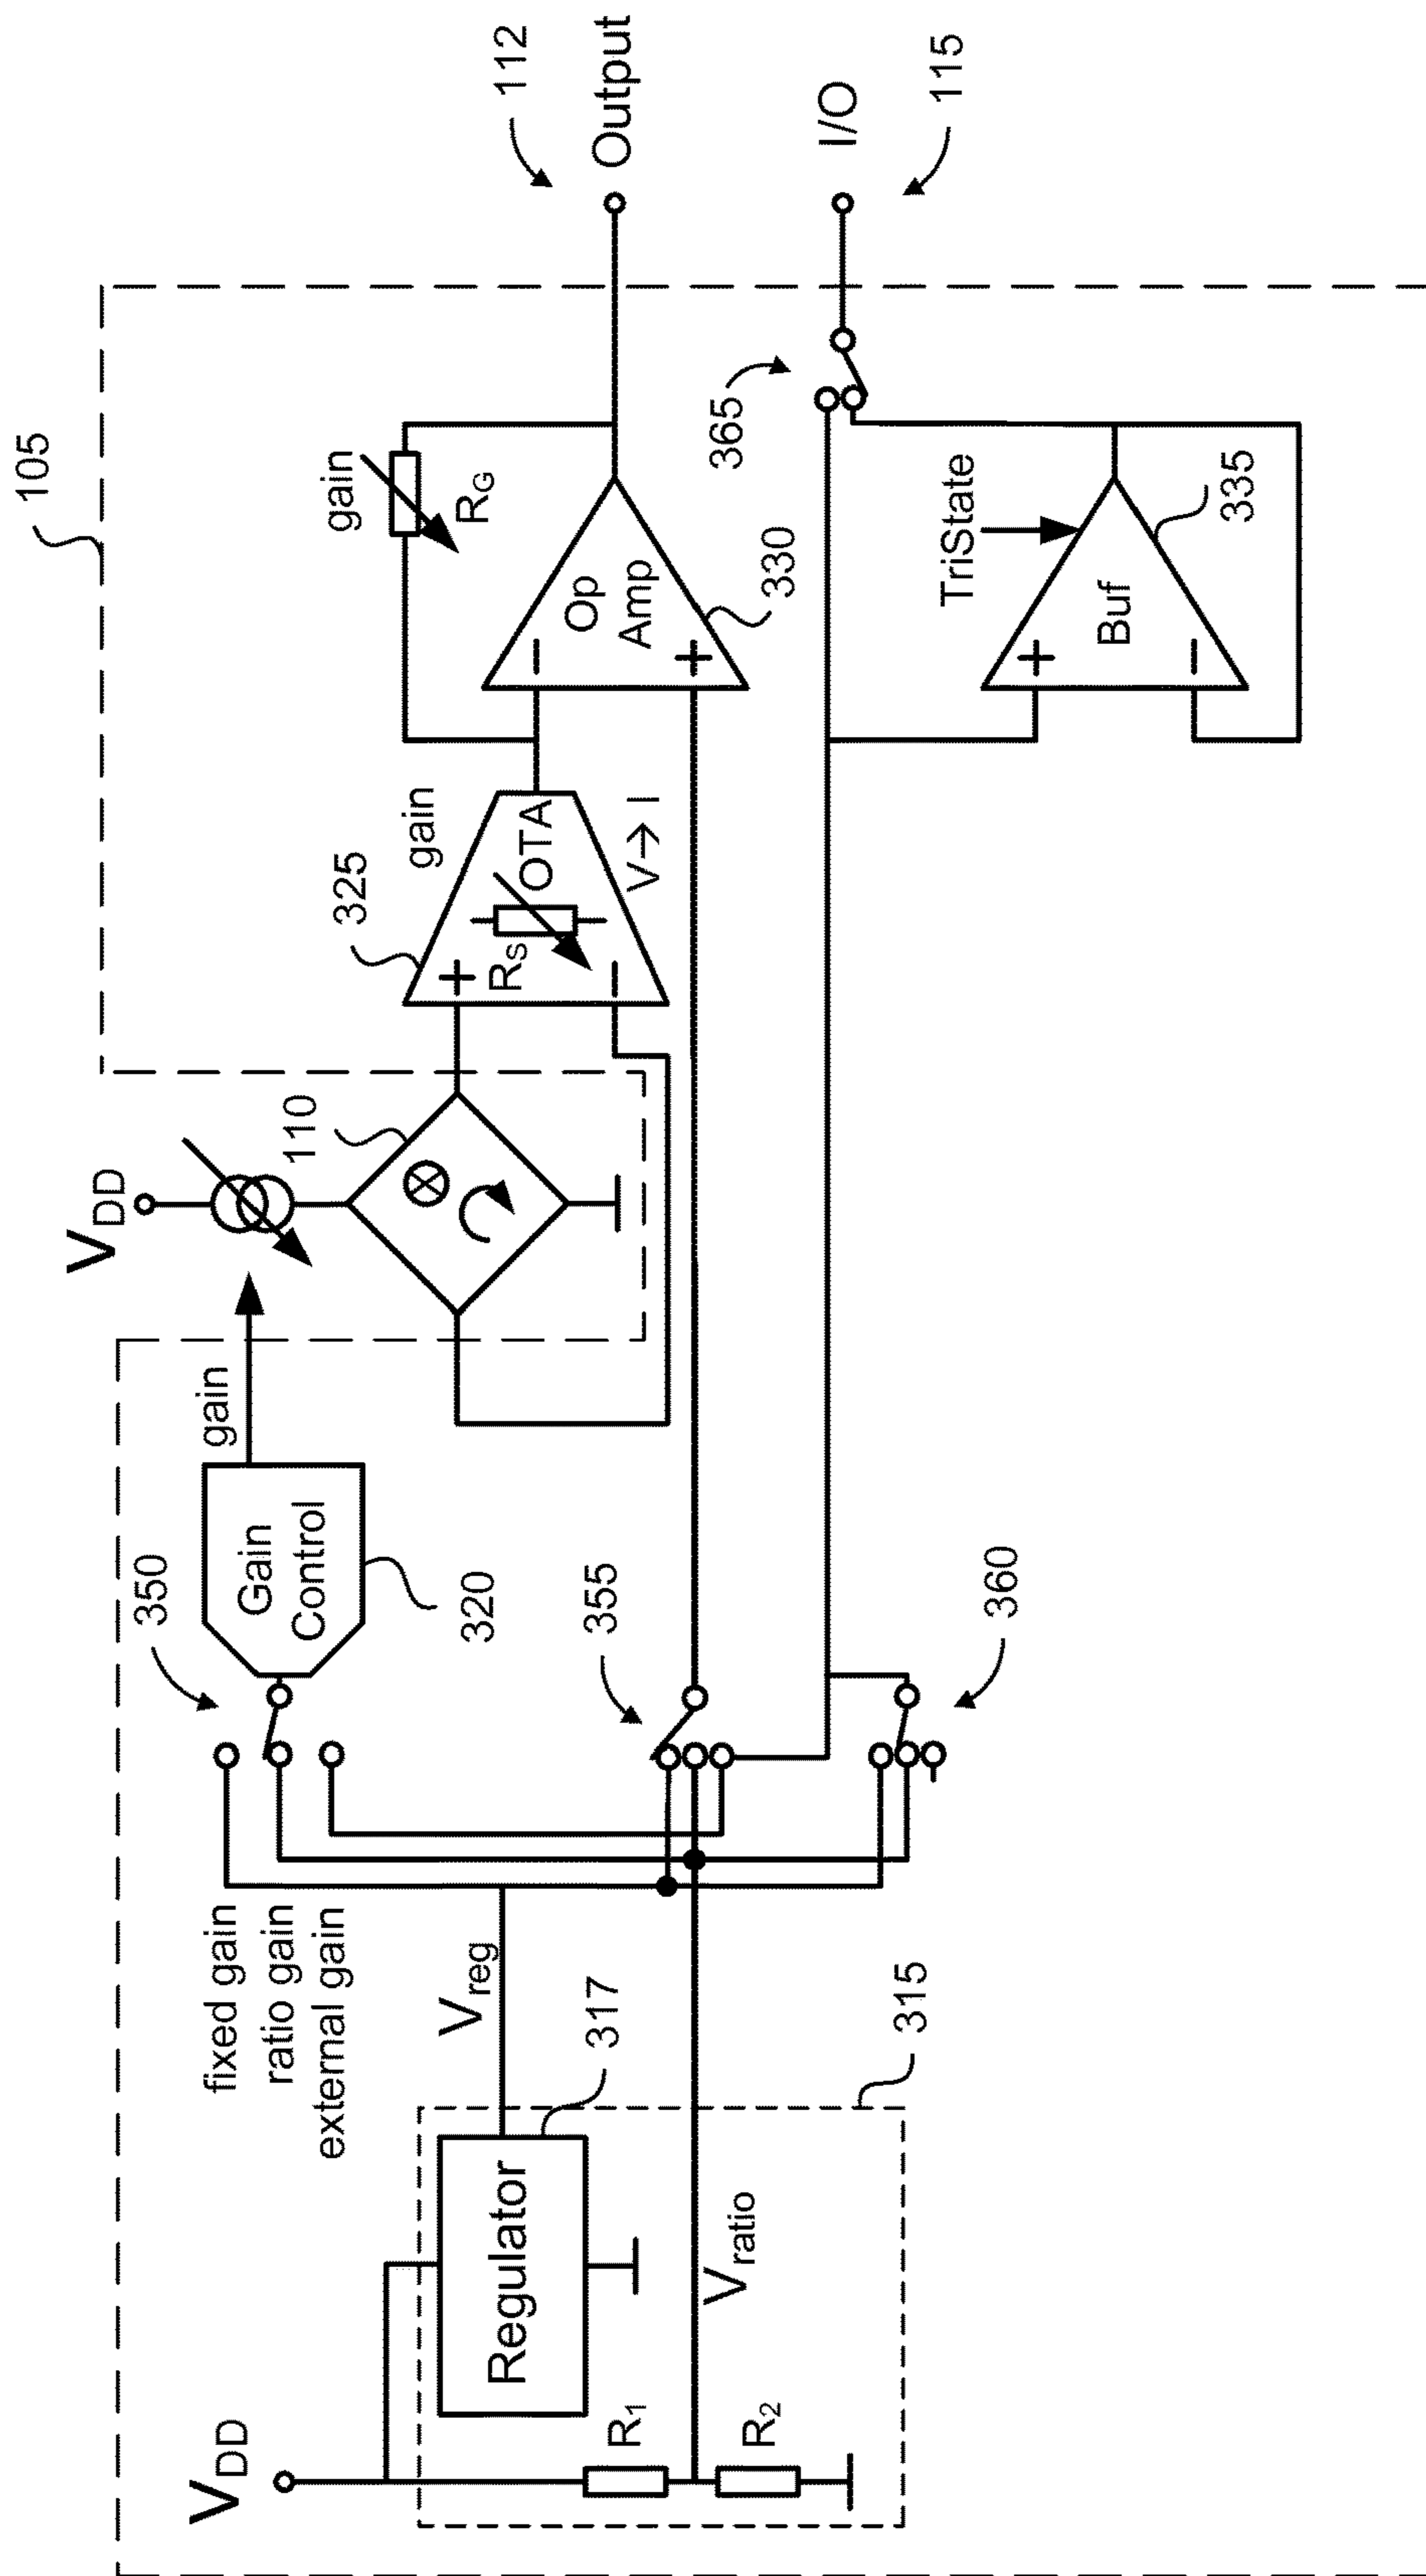 105
V_DD
R_1
R_2
Regulator
317
315
V_reg
V_ratio
fixed gain
ratio gain
external gain
350
Gain
Control
320
gain
355
360
V_DD
110
325
gain
R_S
OTA
V→I
gain
R_G
Op
Amp
330
TriState
Buf
335
365
112
Output
I/O
115